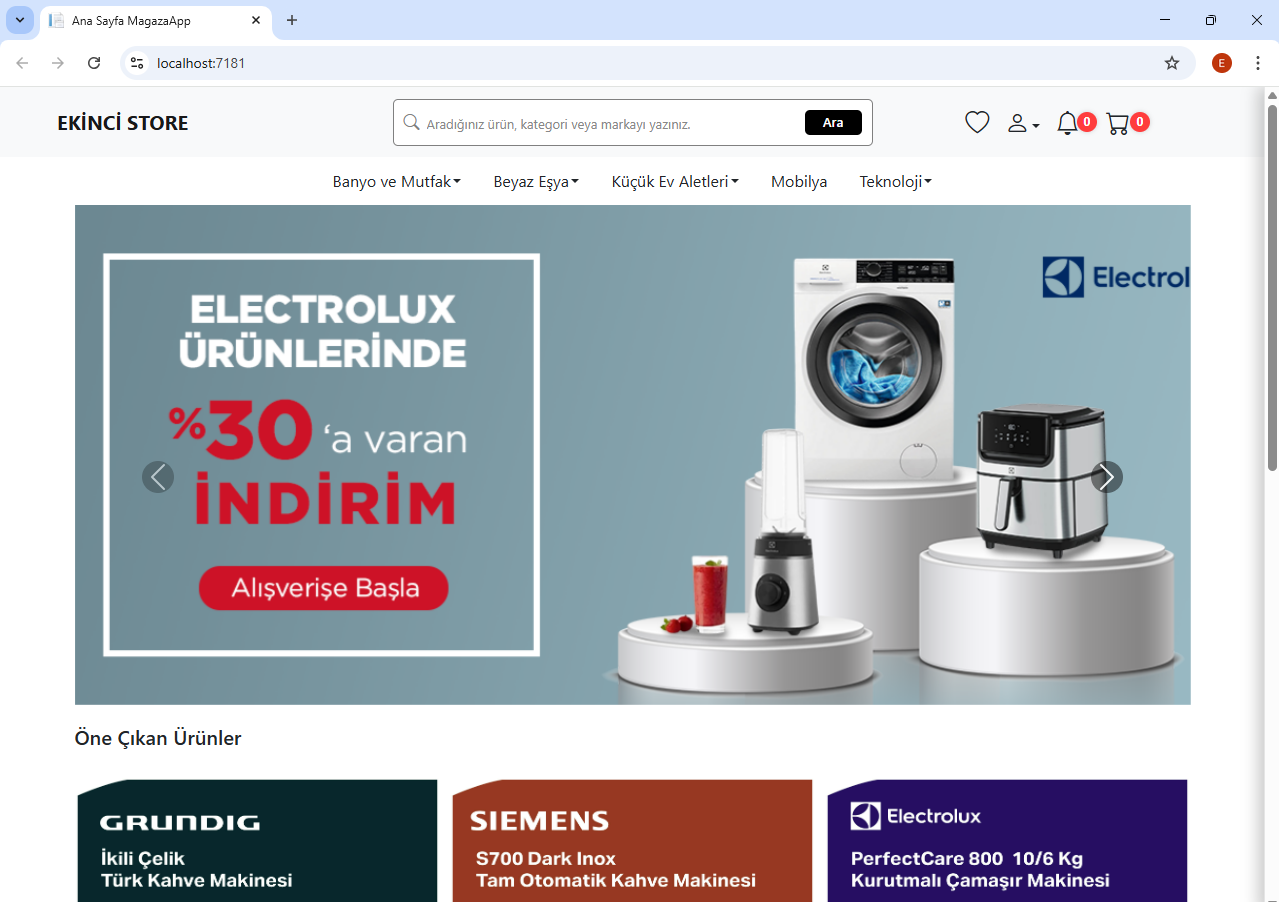 Ana Sayfa MagazaApp
localhost:7181
E
EKİNCİ STORE
Aradığınız ürün, kategori veya markayı yazınız.
Ara
0
0
Banyo ve Mutfak
Beyaz Eşya
Küçük Ev Aletleri
Mobilya
Teknoloji
ELECTROLUX
ÜRÜNLERİNDE
%30 'a varan
İNDİRİM
Alışverişe Başla
Electrol
Öne Çıkan Ürünler
GRUNDIG
İkili Çelik
Türk Kahve Makinesi
SIEMENS
S700 Dark Inox
Tam Otomatik Kahve Makinesi
Electrolux
PerfectCare 800 10/6 Kg
Kurutmalı Çamaşır Makinesi